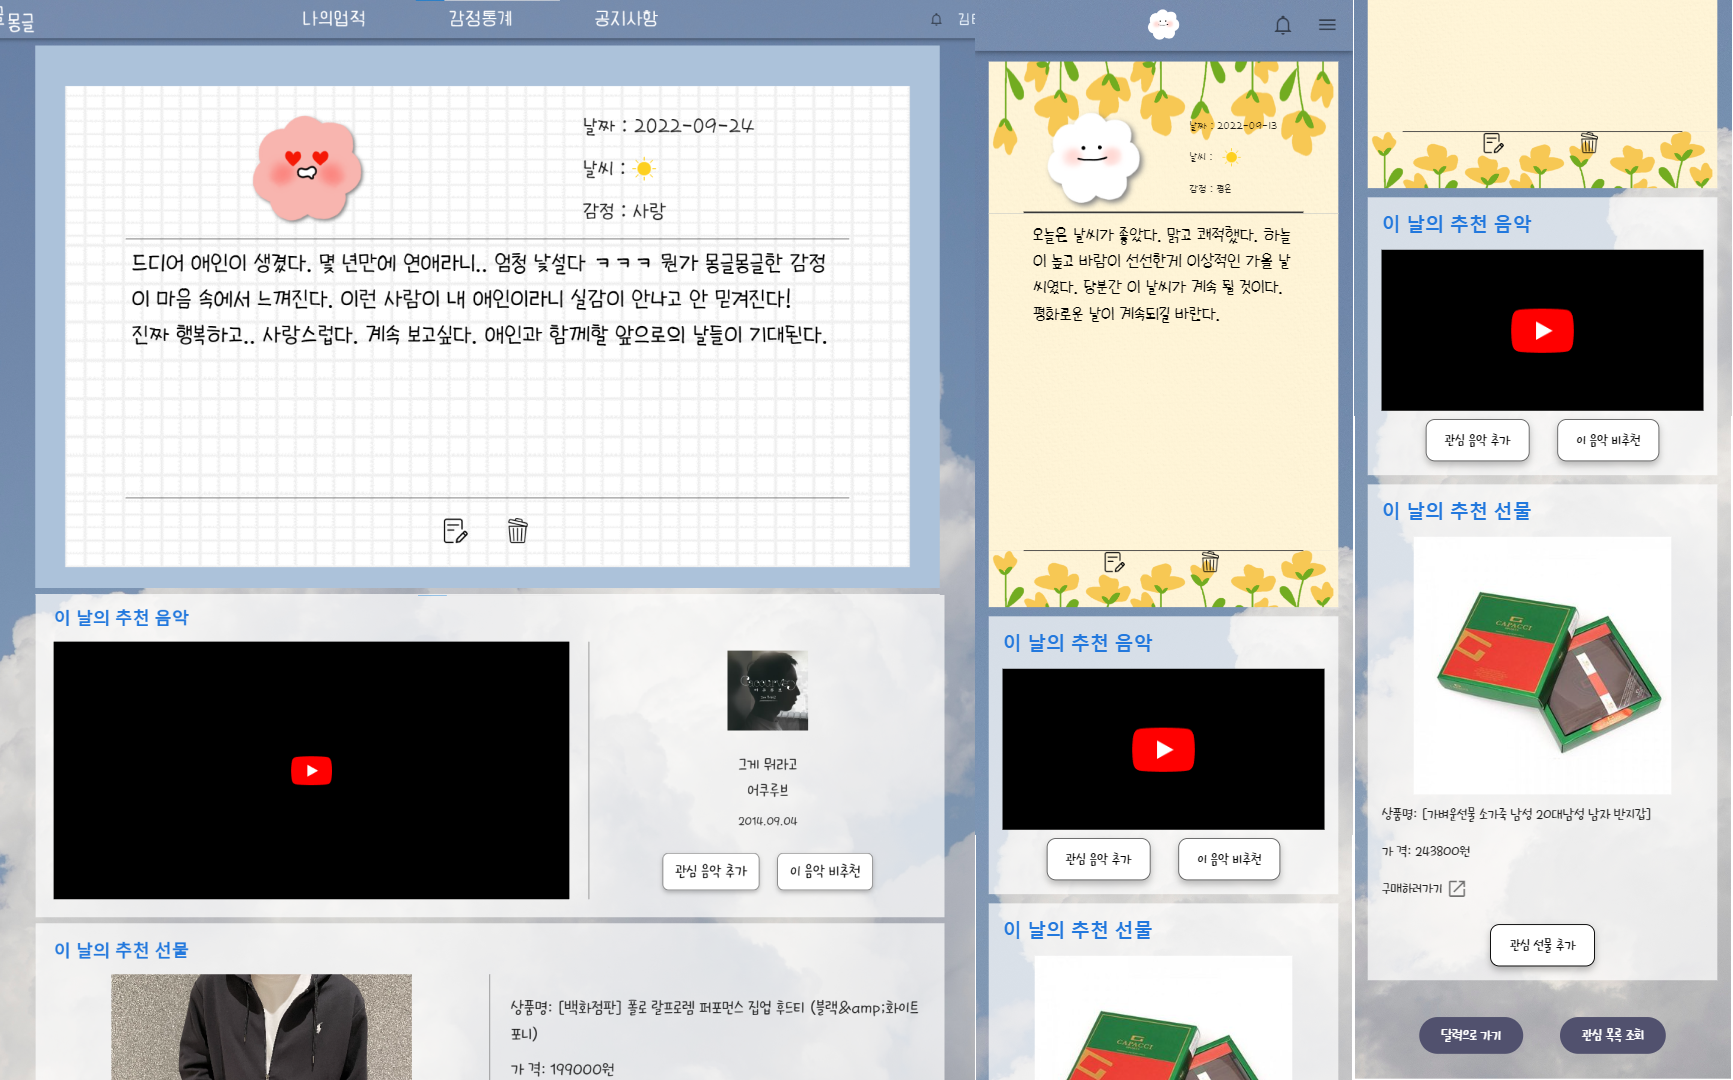 몽글
나의업적
감정통계
공지사항
날짜 : 2022-09-24
날씨 :
감정 : 사랑
드디어 애인이 생겼다. 몇 년만에 연애라니.. 엄청 낯설다 ㅋㅋㅋ 뭔가 몽글몽글한 감정
이 마음 속에서 느껴진다. 이런 사람이 내 애인이라니 실감이 안나고 안 믿겨진다!
진짜 행복하고.. 사랑스럽다. 계속 보고싶다. 애인과 함께할 앞으로의 날들이 기대된다.
이 날의 추천 음악
그게 뭐라고
어쿠루브
2014.09.04
관심 음악 추가
이 음악 비추천
이 날의 추천 선물
상품명: [백화점판] 폴로 랄프로렘 퍼포먼스 집업 후드티 (블랙&amp;화이트
포니)
가 격: 199000원
날짜 : 2022-09-13
날씨 :
감정 : 평온
오늘은 날씨가 좋았다. 맑고 쾌적했다. 하늘
이 높고 바람이 선선한게 이상적인 가을 날
씨였다. 당분간 이 날씨가 계속 될 것이다.
평화로운 날이 계속되길 바란다.
이 날의 추천 음악
관심 음악 추가
이 음악 비추천
이 날의 추천 선물
CAPACCI
이 날의 추천 음악
관심 음악 추가
이 음악 비추천
이 날의 추천 선물
CAPACCI
상품명: [가벼운선물 소가죽 남성 20대남성 남자 반지갑]
가 격: 243800원
구매하러가기
관심 선물 추가
달력으로 가기
관심 목록 조회